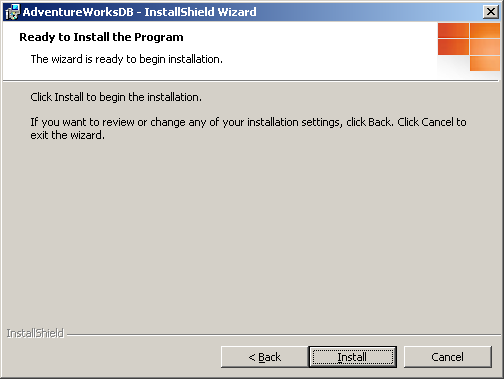 AdventureWorksDB - InstallShield Wizard
Ready to Install the Program
The wizard is ready to begin installation.
Click Install to begin the installation.
If you want to review or change any of your installation settings, click Back. Click Cancel to
exit the wizard.
InstallShield
< Back
Install
Cancel